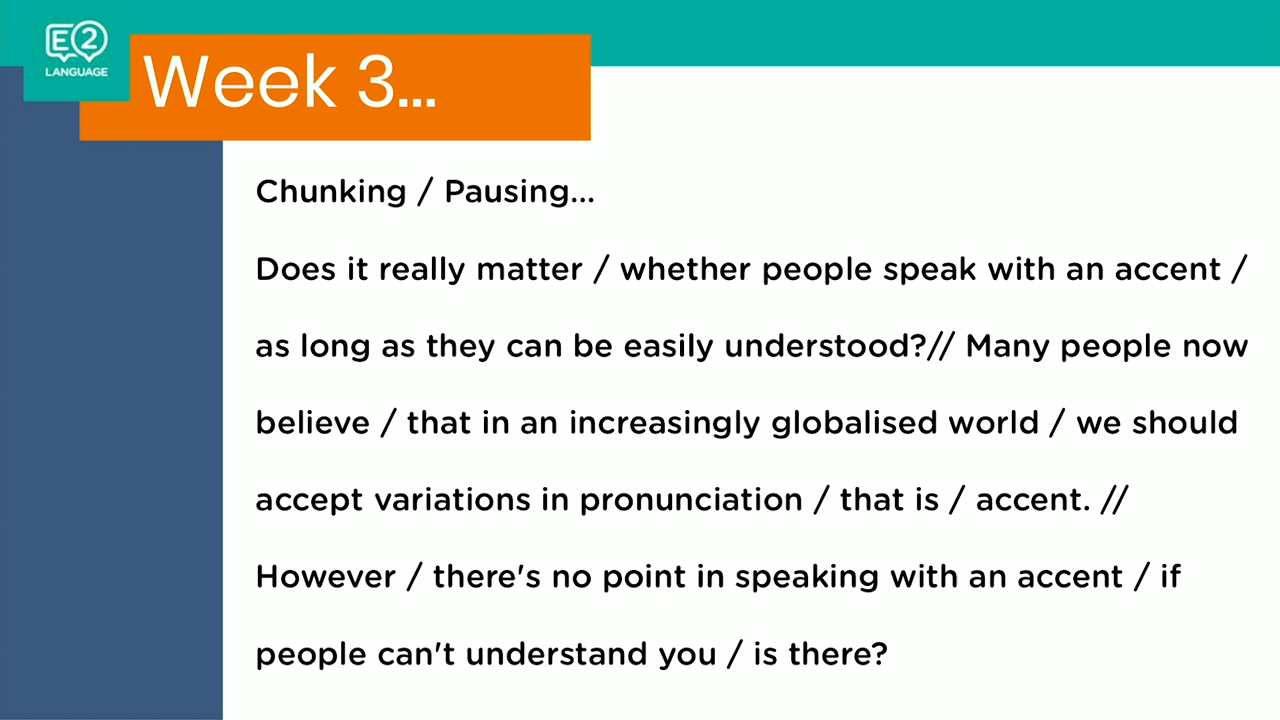 E2
LANGUAGE
Week 3...
Chunking / Pausing...
Does it really matter / whether people speak with an accent /
as long as they can be easily understood?// Many people now
believe / that in an increasingly globalised world / we should
accept variations in pronunciation / that is / accent. //
However / there's no point in speaking with an accent / if
people can't understand you / is there?